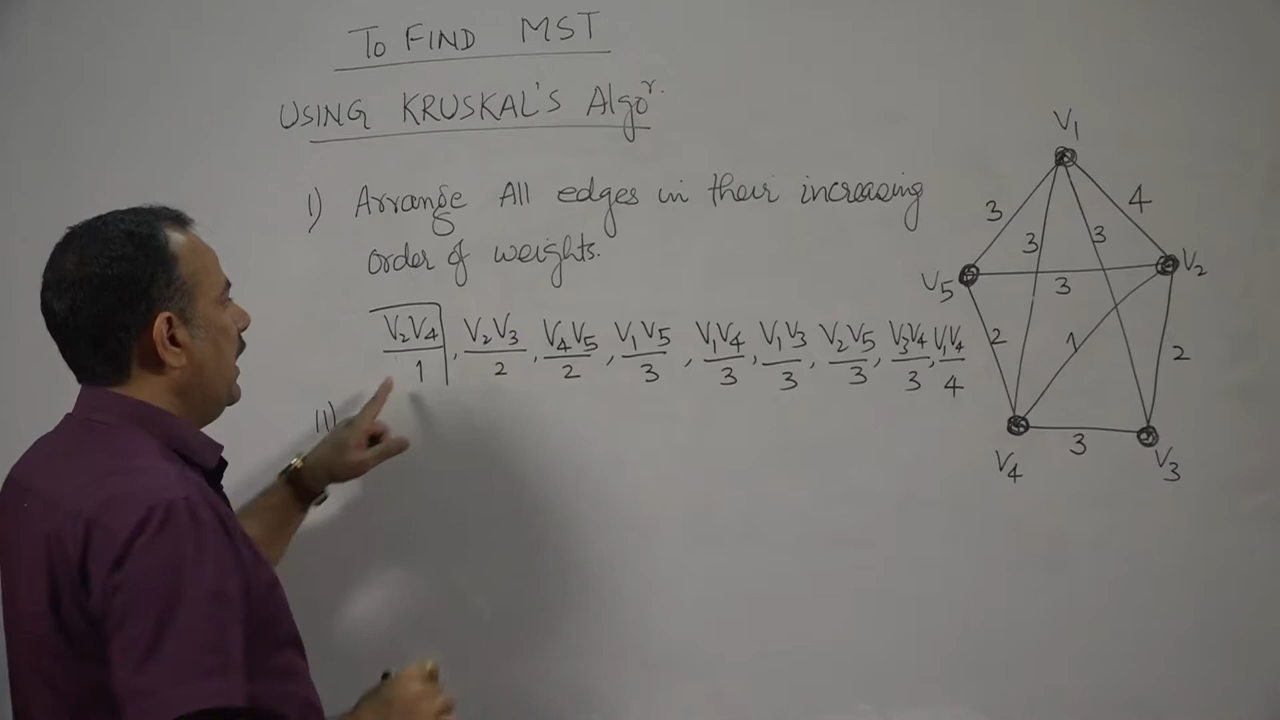 TO FIND MST
USING KRUSKAL'S Algoʳ.
1) Arrange All edges in their increasing
order of weights.
V₂V₄/1, V₂V₃/2, V₄V₅/2, V₁V₅/3, V₁V₄/3, V₁V₃/3, V₂V₅/3, V₃V₄/3, V₁V₄/4
11)
V₁
3
4
3
3
V₅
V₂
3
2
1
2
3
V₄
V₃